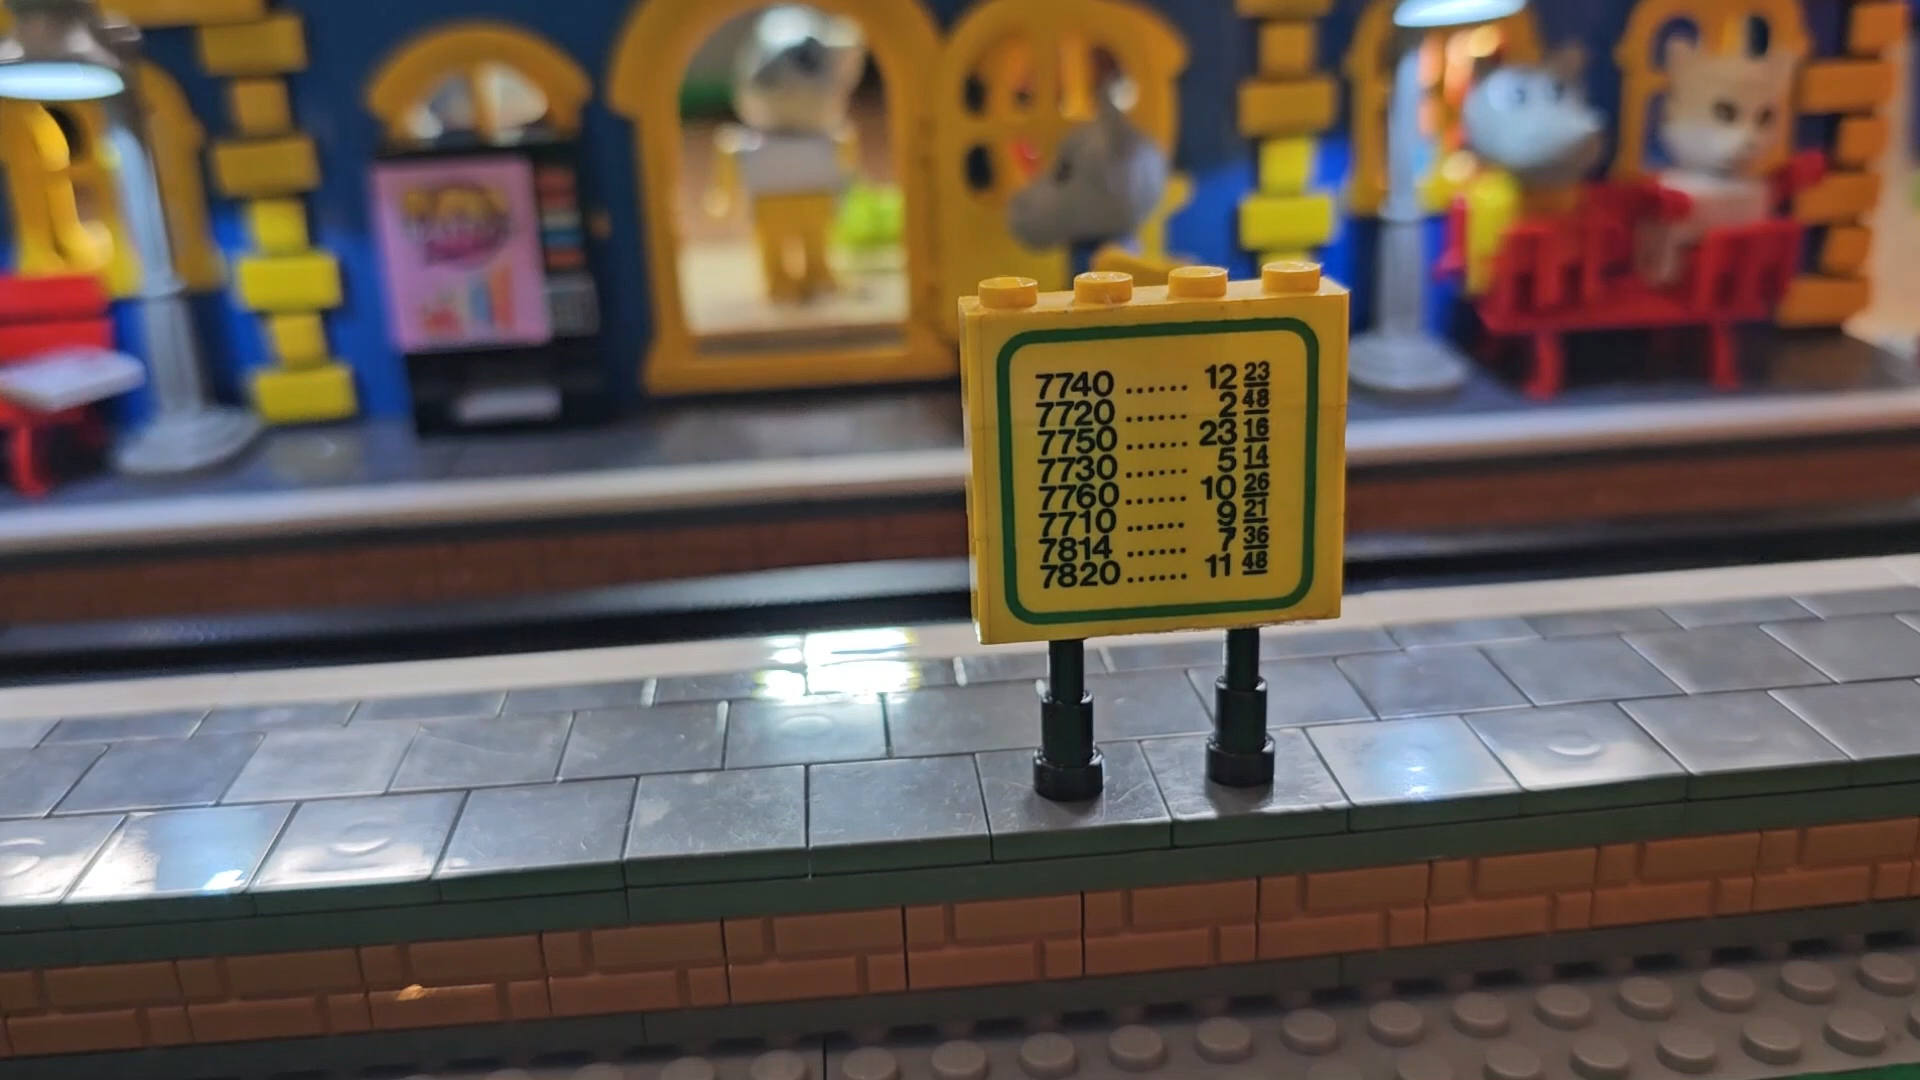 7740 ...... 12 23
7720 ...... 2 48
7750 ...... 23 16
7730 ...... 5 14
7760 ...... 10 26
7710 ...... 9 21
7814 ...... 7 36
7820 ...... 11 48